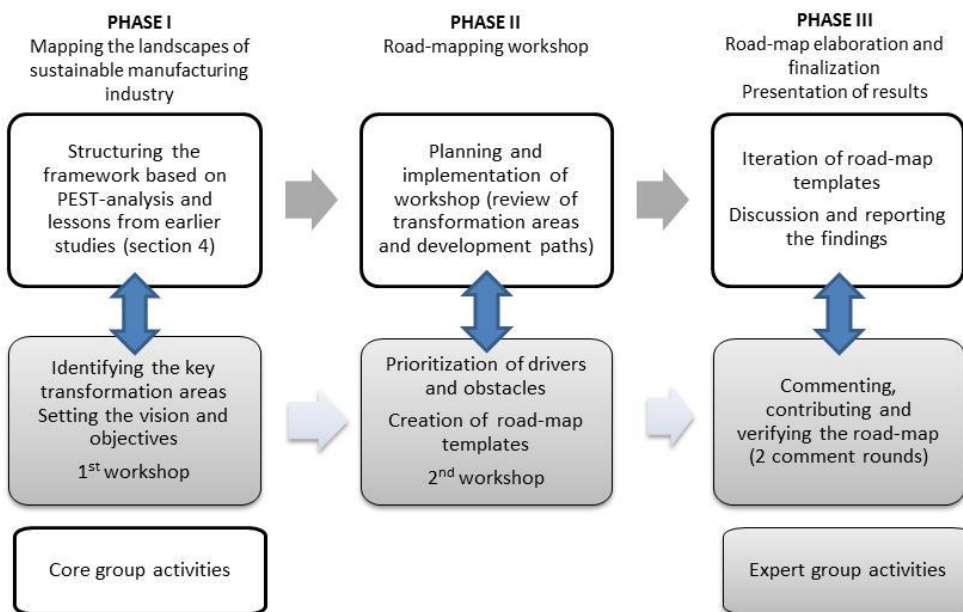 PHASE I
Mapping the landscapes of
sustainable manufacturing
industry
PHASE II
Road-mapping workshop
PHASE III
Road-map elaboration and
finalization
Presentation of results
Structuring the
framework based on
PEST-analysis and
lessons from earlier
studies (section 4)
Planning and
implementation of
workshop (review of
transformation areas
and development paths)
Iteration of road-map
templates
Discussion and reporting
the findings
Identifying the key
transformation areas
Setting the vision and
objectives
1st workshop
Prioritization of drivers
and obstacles
Creation of road-map
templates
2nd workshop
Commenting,
contributing and
verifying the road-map
(2 comment rounds)
Core group activities
Expert group activities